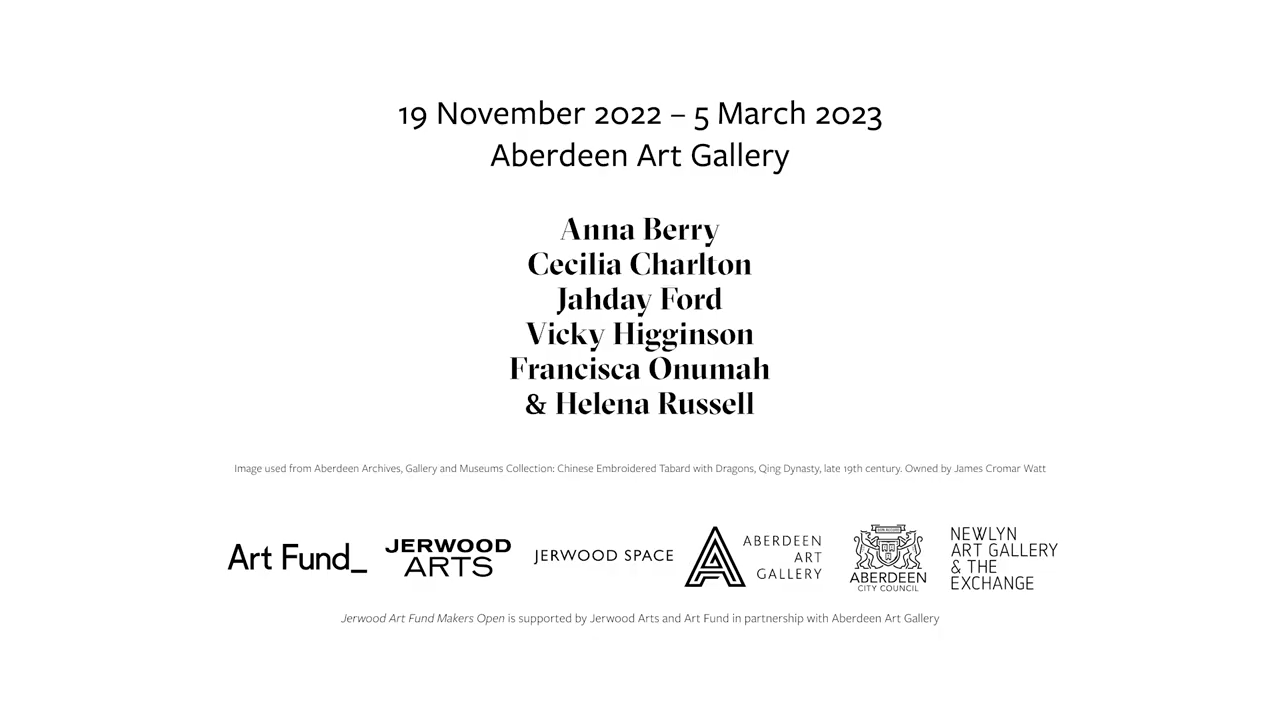 19 November 2022 – 5 March 2023
Aberdeen Art Gallery
Anna Berry
Cecilia Charlton
Jahday Ford
Vicky Higginson
Francisca Onumah
& Helena Russell
Image used from Aberdeen Archives, Gallery and Museums Collection: Chinese Embroidered Tabard with Dragons, Qing Dynasty, late 19th century. Owned by James Cromar Watt
Art Fund_
JERWOOD
ARTS
JERWOOD SPACE
A
ABERDEEN
ART
GALLERY
ABERDEEN
CITY COUNCIL
NEWLYN
ART GALLERY
& THE
EXCHANGE
Jerwood Art Fund Makers Open is supported by Jerwood Arts and Art Fund in partnership with Aberdeen Art Gallery